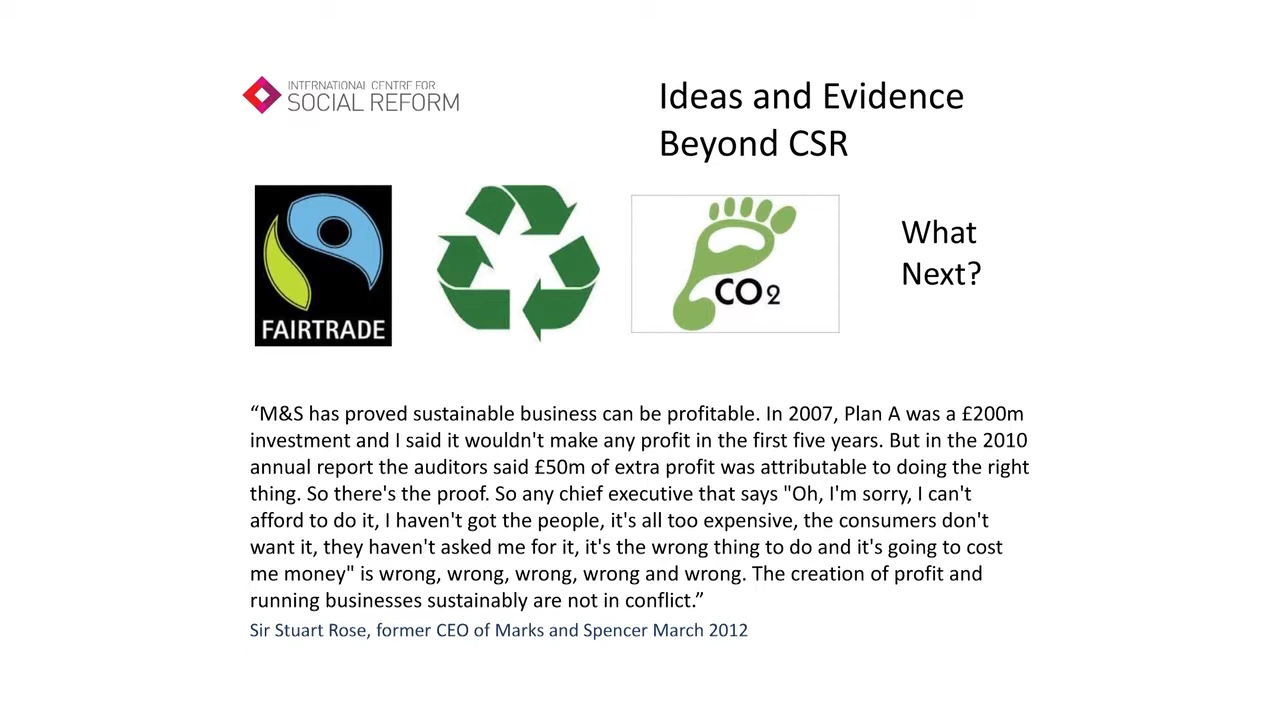 INTERNATIONAL CENTRE FOR
SOCIAL REFORM
Ideas and Evidence
Beyond CSR
FAIRTRADE
CO2
What
Next?
“M&S has proved sustainable business can be profitable. In 2007, Plan A was a £200m
investment and I said it wouldn't make any profit in the first five years. But in the 2010
annual report the auditors said £50m of extra profit was attributable to doing the right
thing. So there's the proof. So any chief executive that says "Oh, I'm sorry, I can't
afford to do it, I haven't got the people, it's all too expensive, the consumers don't
want it, they haven't asked me for it, it's the wrong thing to do and it's going to cost
me money" is wrong, wrong, wrong, wrong and wrong. The creation of profit and
running businesses sustainably are not in conflict.”
Sir Stuart Rose, former CEO of Marks and Spencer March 2012